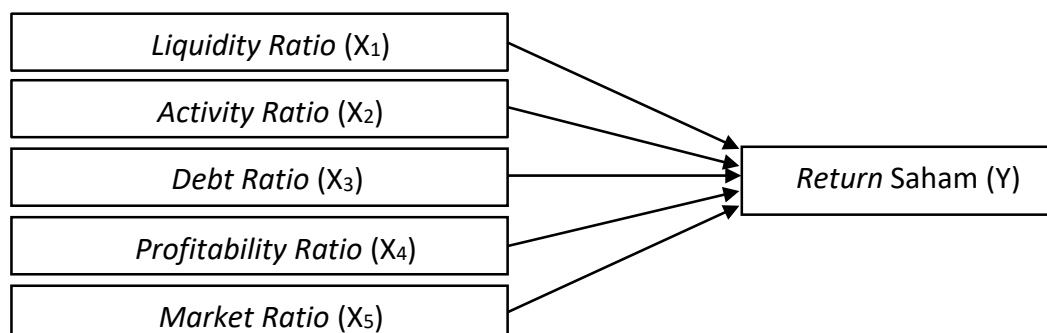 Liquidity Ratio (X₁)
Activity Ratio (X₂)
Debt Ratio (X₃)
Return Saham (Y)
Profitability Ratio (X₄)
Market Ratio (X₅)